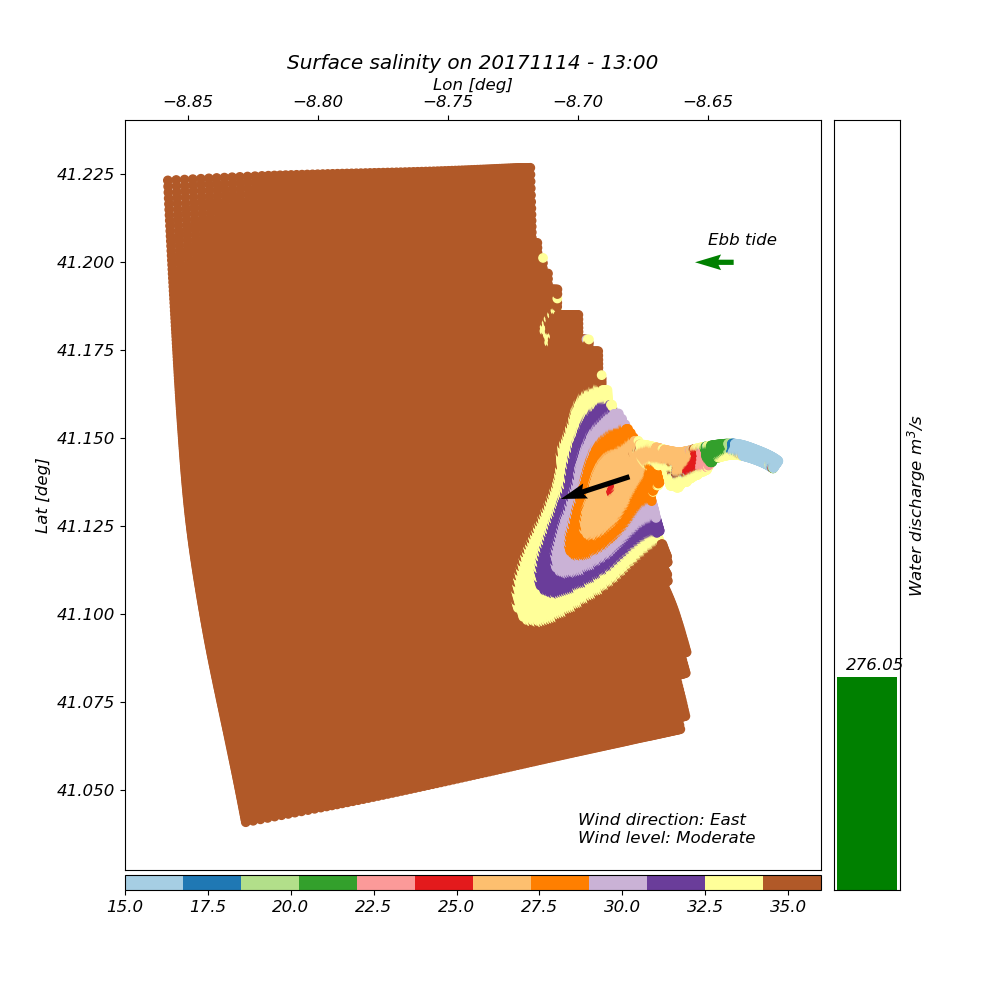 Surface salinity on 20171114 - 13:00
Lon [deg]
−8.85 −8.80 −8.75 −8.70 −8.65
41.225
41.200
41.175
41.150
41.125
41.100
41.075
41.050
Lat [deg]
Ebb tide
Wind direction: East
Wind level: Moderate
276.05
Water discharge m³/s
15.0 17.5 20.0 22.5 25.0 27.5 30.0 32.5 35.0